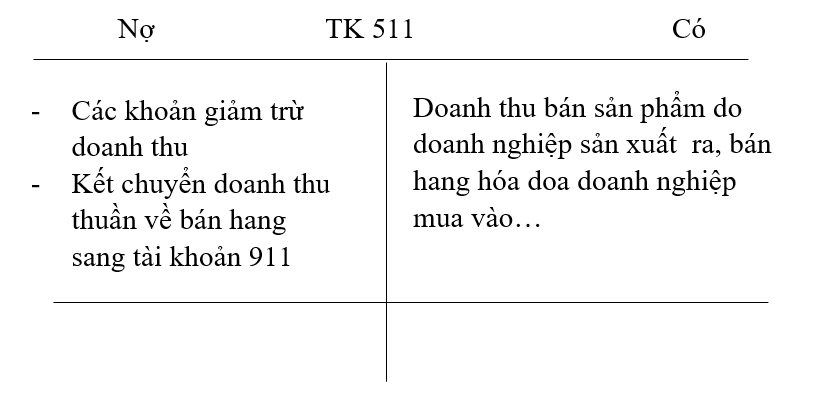 Nợ TK 511 Có
- Các khoản giảm trừ
doanh thu
- Kết chuyển doanh thu
thuần về bán hang
sang tài khoản 911
Doanh thu bán sản phẩm do
doanh nghiệp sản xuất ra, bán
hang hóa doa doanh nghiệp
mua vào…